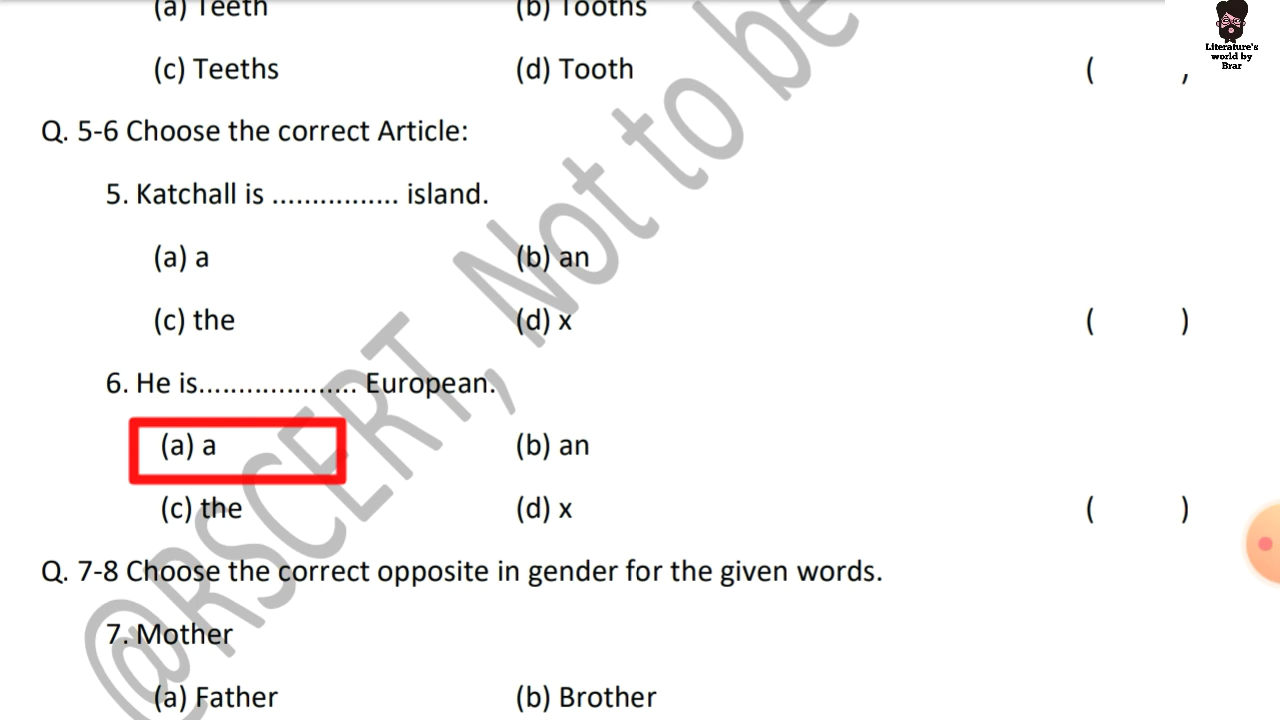 (a) Teeth (b) Tooths
(c) Teeths (d) Tooth ( ,
Q. 5-6 Choose the correct Article:
5. Katchall is ................ island.
(a) a (b) an
(c) the (d) x ( )
6. He is.................... European.
(a) a (b) an
(c) the (d) x ( )
Q. 7-8 Choose the correct opposite in gender for the given words.
7. Mother
(a) Father (b) Brother
@RSCERT, Not to be
Literature's
world by
Brar